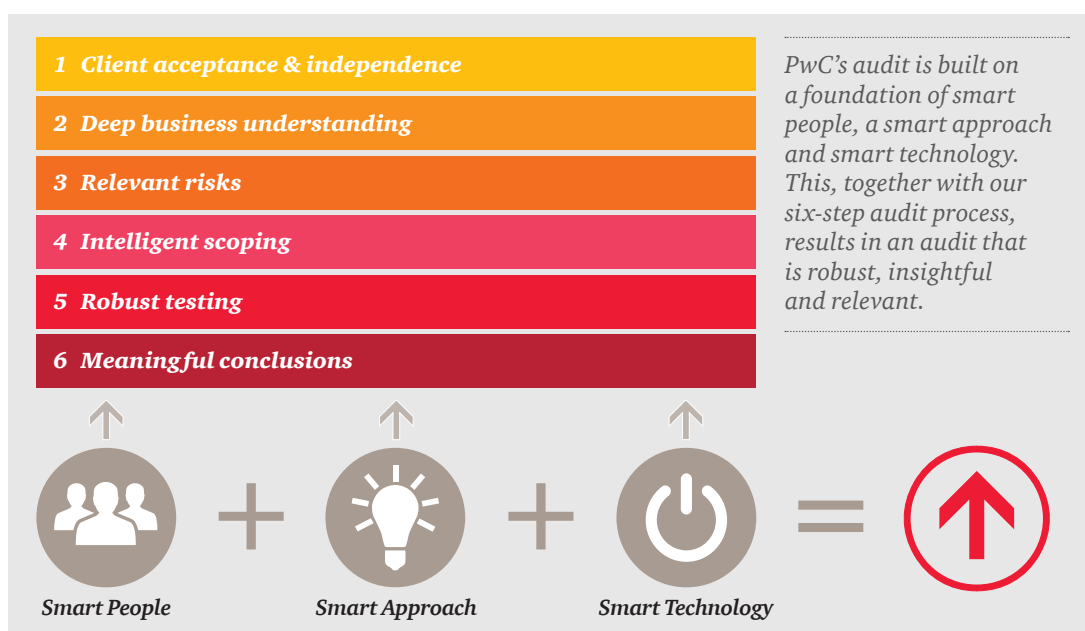 1 Client acceptance & independence
2 Deep business understanding
3 Relevant risks
4 Intelligent scoping
5 Robust testing
6 Meaningful conclusions
PwC’s audit is built on
a foundation of smart
people, a smart approach
and smart technology.
This, together with our
six-step audit process,
results in an audit that
is robust, insightful
and relevant.
Smart People
Smart Approach
Smart Technology